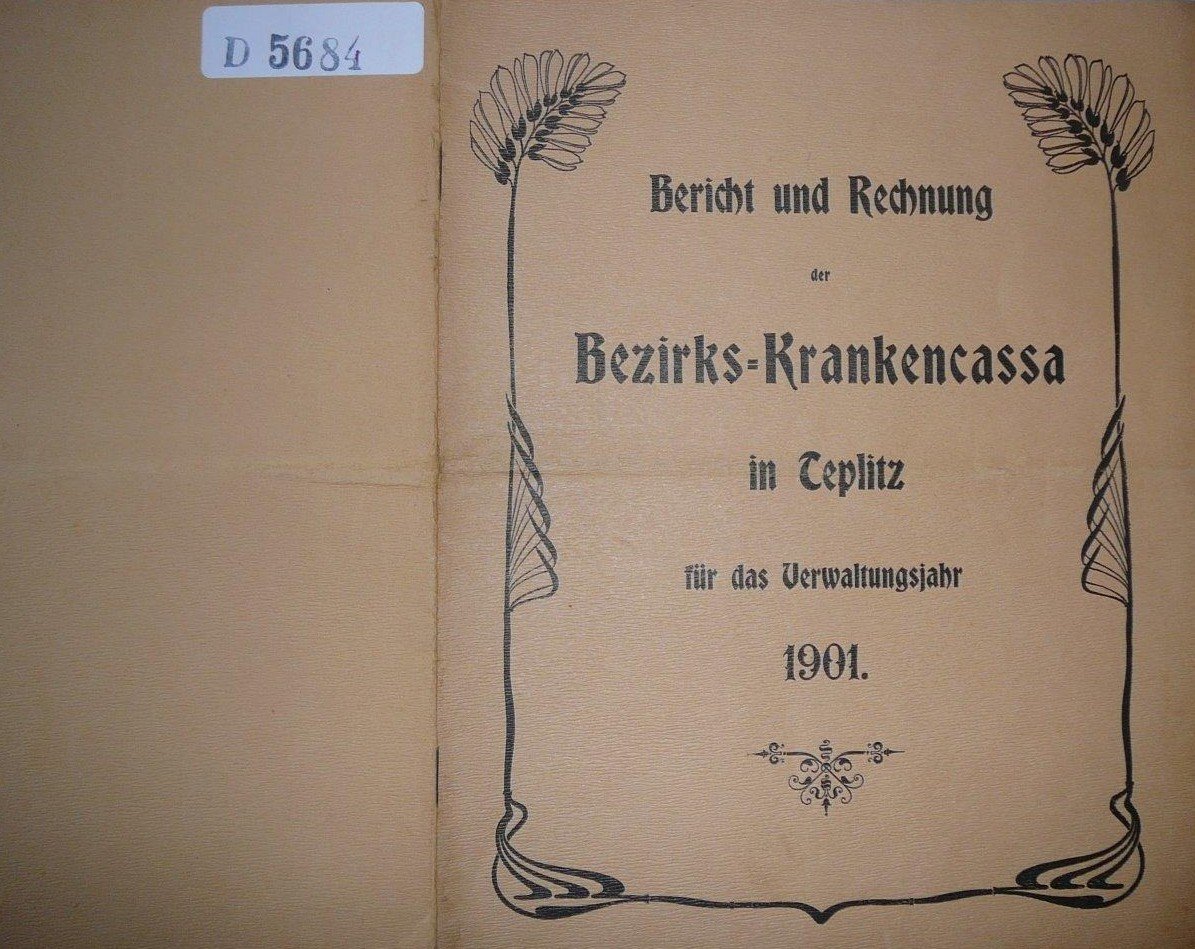 D 5684
Bericht und Rechnung
der
Bezirks-Krankencassa
in Teplitz
für das Verwaltungsjahr
1901.